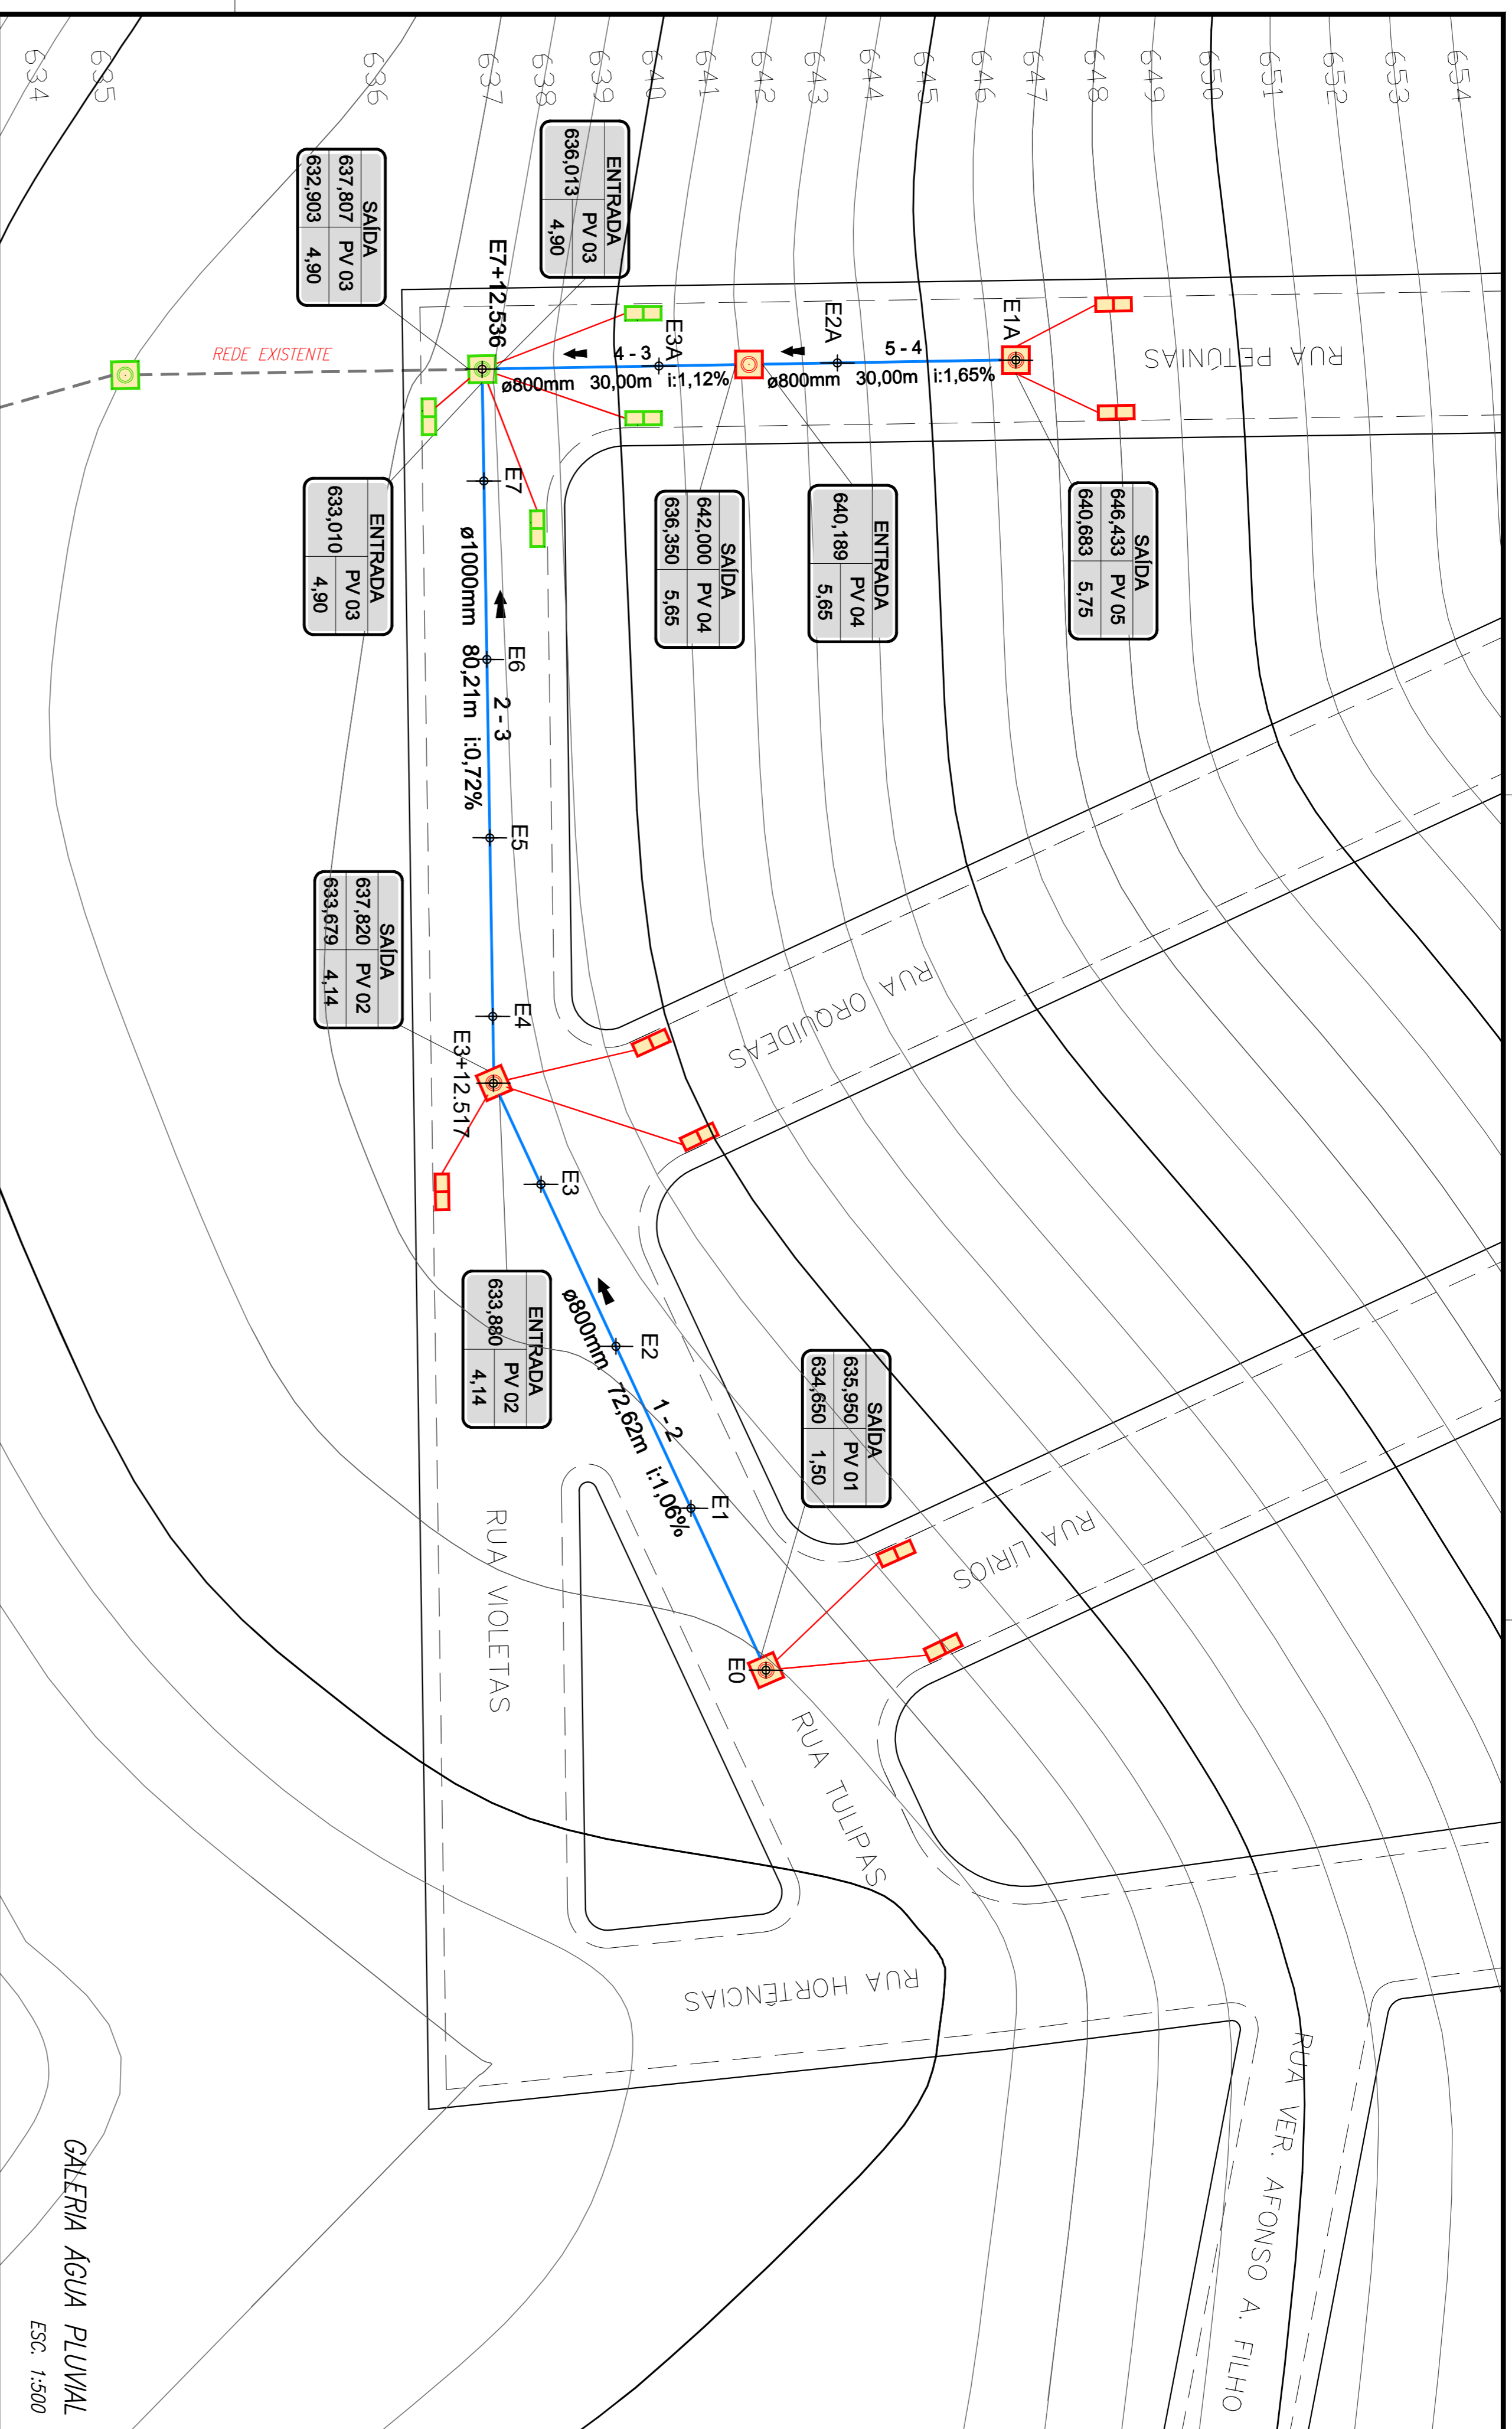 654
653
652
651
650
649
648
647
646
645
644
643
642
641
640
639
638
637
636
635
634
RUA PETÚNIAS
E1A
5 - 4
ø800mm 30,00m i:1,65%
E2A
E3A
4 - 3
ø800mm 30,00m i:1,12%
E7+12.536
REDE EXISTENTE
ENTRADA
PV 03
636,013 4,90
SAÍDA
637,807 PV 03
632,903 4,90
SAÍDA
646,433 PV 05
640,683 5,75
ENTRADA
PV 04
640,189 5,65
SAÍDA
642,000 PV 04
636,350 5,65
ENTRADA
PV 03
633,010 4,90
E7
E6
2 - 3
ø1000mm 80,21m i:0,72%
E5
E4
SAÍDA
637,820 PV 02
633,679 4,14
E3+12.517
RUA ORQUÍDEAS
E3
ENTRADA
PV 02
633,880 4,14
E2
1 - 2
ø800mm 72,62m i:1,06%
E1
SAÍDA
635,950 PV 01
634,650 1,50
E0
RUA LÍRIOS
RUA VIOLETAS
RUA TULIPAS
RUA HORTÊNCIAS
RUA VER. AFONSO A. FILHO
GALERIA ÁGUA PLUVIAL
ESC. 1:500